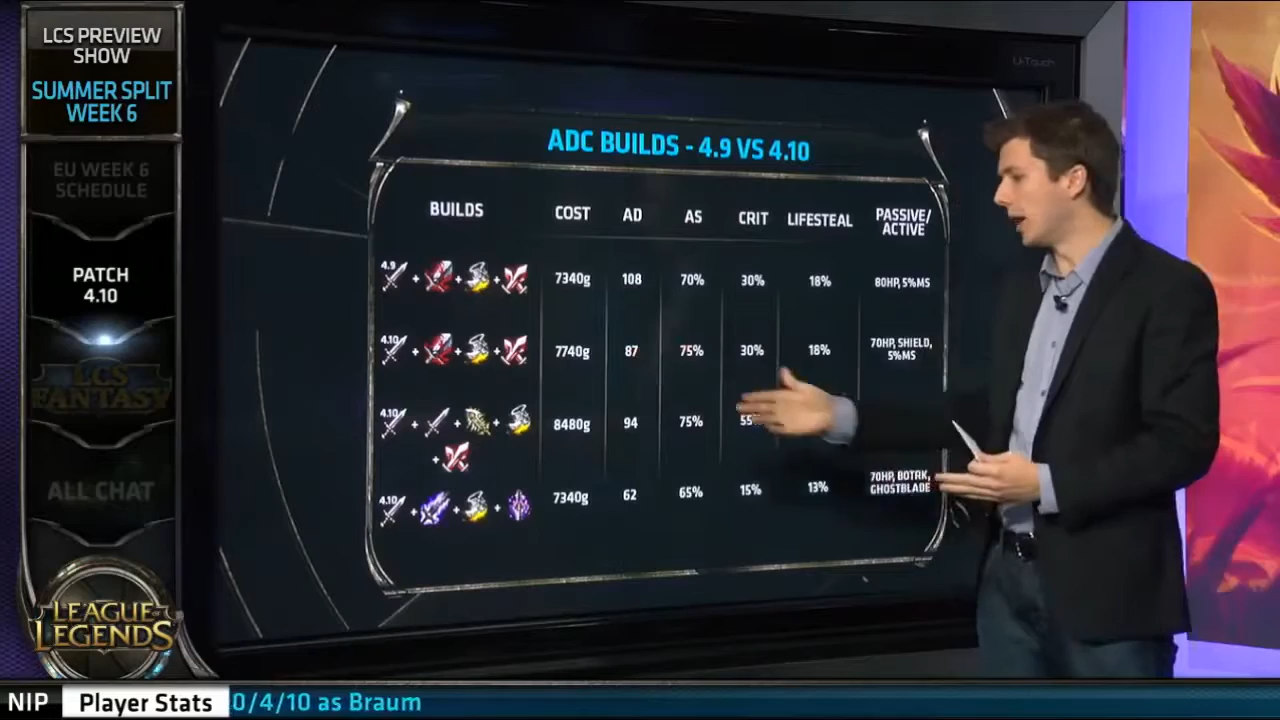 LCS PREVIEW
SHOW
SUMMER SPLIT
WEEK 6
EU WEEK 6
SCHEDULE
PATCH
4.10
LCS
FANTASY
ALL CHAT
LEAGUE
LEGENDS
U-Touch
ADC BUILDS - 4.9 VS 4.10
BUILDS COST AD AS CRIT LIFESTEAL PASSIVE/
ACTIVE
4.9 + + + 7340g 108 70% 30% 18% 80HP, 5%MS
4.10 + + + 7740g 87 75% 30% 18% 70HP, SHIELD,
5%MS
4.10 + + + 8480g 94 75%
+
4.10 + + + 7340g 62 65% 15% 13% 70HP, BOTRK,
GHOSTBLADE
NIP Player Stats 0/4/10 as Braum